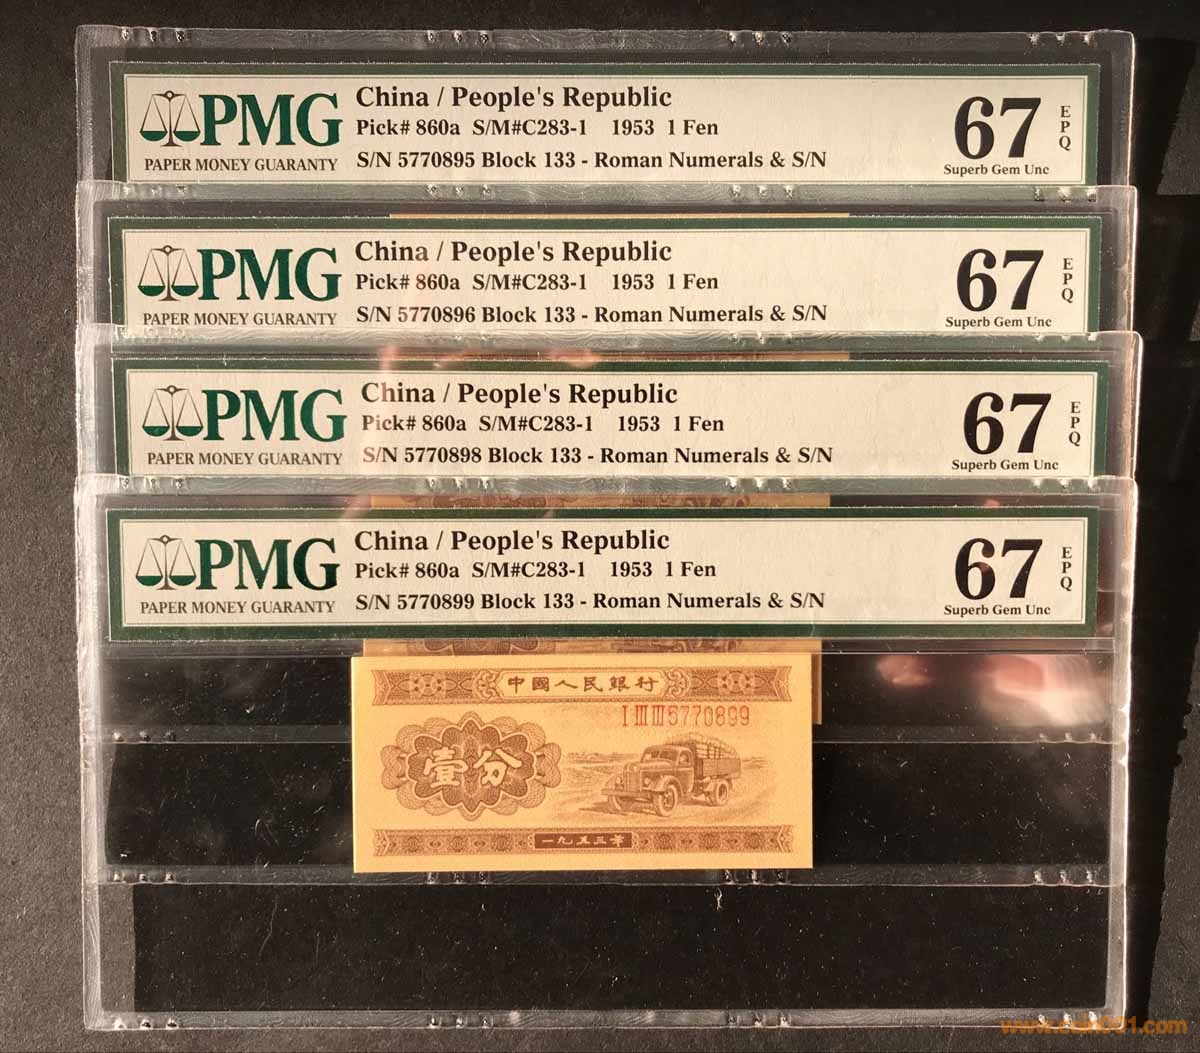 PMG
PAPER MONEY GUARANTY
China / People's Republic
Pick# 860a S/M#C283-1 1953 1 Fen
S/N 5770895 Block 133 - Roman Numerals & S/N
67
EPQ
Superb Gem Unc
PMG
PAPER MONEY GUARANTY
China / People's Republic
Pick# 860a S/M#C283-1 1953 1 Fen
S/N 5770896 Block 133 - Roman Numerals & S/N
67
EPQ
Superb Gem Unc
PMG
PAPER MONEY GUARANTY
China / People's Republic
Pick# 860a S/M#C283-1 1953 1 Fen
S/N 5770898 Block 133 - Roman Numerals & S/N
67
EPQ
Superb Gem Unc
PMG
PAPER MONEY GUARANTY
China / People's Republic
Pick# 860a S/M#C283-1 1953 1 Fen
S/N 5770899 Block 133 - Roman Numerals & S/N
67
EPQ
Superb Gem Unc
中國人民銀行
I III III 5770899
壹分
一九五三年
www.coin001.com